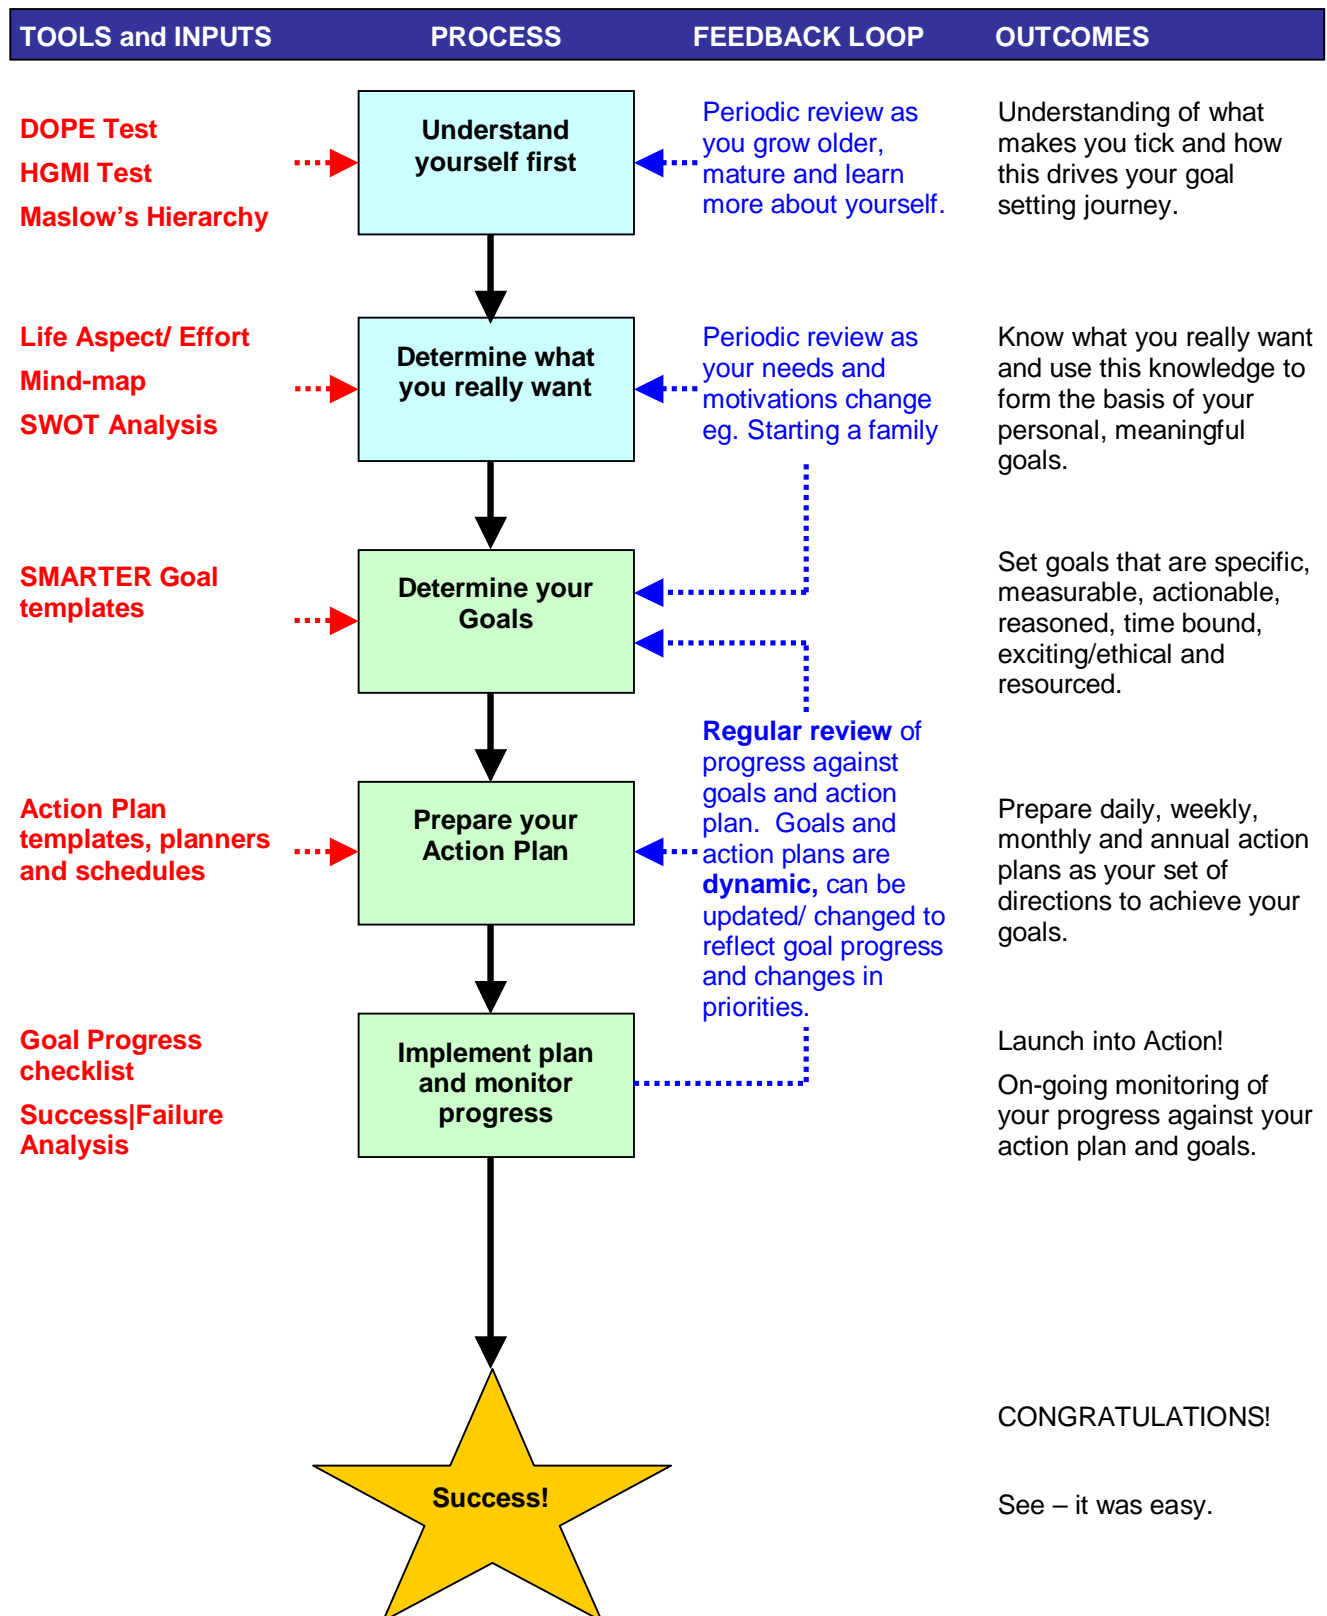 TOOLS and INPUTS
PROCESS
FEEDBACK LOOP
OUTCOMES
DOPE Test
HGMI Test
Maslow's Hierarchy
Understand
yourself first
Periodic review as
you grow older,
mature and learn
more about yourself.
Understanding of what
makes you tick and how
this drives your goal
setting journey.
Life Aspect/ Effort
Mind-map
SWOT Analysis
Determine what
you really want
Periodic review as
your needs and
motivations change
eg. Starting a family
Know what you really want
and use this knowledge to
form the basis of your
personal, meaningful
goals.
SMARTER Goal
templates
Determine your
Goals
Set goals that are specific,
measurable, actionable,
reasoned, time bound,
exciting/ethical and
resourced.
Regular review of
progress against
goals and action
plan.  Goals and
action plans are
dynamic, can be
updated/ changed to
reflect goal progress
and changes in
priorities.
Action Plan
templates, planners
and schedules
Prepare your
Action Plan
Prepare daily, weekly,
monthly and annual action
plans as your set of
directions to achieve your
goals.
Goal Progress
checklist
Success|Failure
Analysis
Implement plan
and monitor
progress
Launch into Action!
On-going monitoring of
your progress against your
action plan and goals.
Success!
CONGRATULATIONS!
See – it was easy.